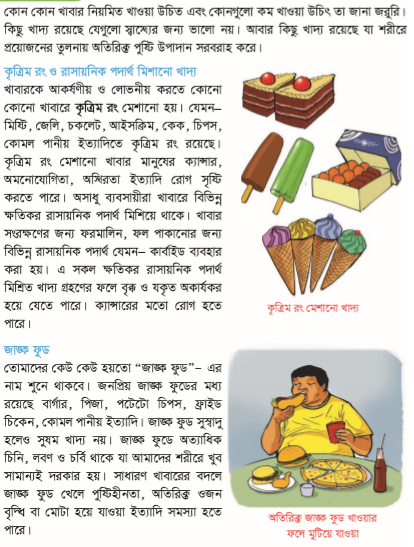 কোন কোন খাবার নিয়মিত খাওয়া উচিত এবং কোনগুলো কম খাওয়া উচিৎ তা জানা জরুরি।
কিছু খাদ্য রয়েছে যেগুলো স্বাস্থ্যের জন্য ভালো নয়। আবার কিছু খাদ্য যা শরীরে
প্রয়োজনের তুলনায় অতিরিক্ত পুষ্টি উপাদান সরবরাহ করে।
কৃত্রিম রং ও রাসায়নিক পদার্থ মিশানো খাদ্য
খাবারকে আকর্ষণীয় ও লোভনীয় করতে কোনো
কোনো খাবারে কৃত্রিম রং মেশানো হয়। যেমন–
মিষ্টি, জেলি, চকলেট, আইসক্রিম, কেক, চিপস,
কোমল পানীয় ইত্যাদিতে কৃত্রিম রং রয়েছে।
কৃত্রিম রং মেশানো খাবার মানুষের ক্যান্সার,
অমনোযোগিতা, অস্থিরতা ইত্যাদি রোগ সৃষ্টি
করতে পারে। অসাধু ব্যবসায়ীরা খাবারে বিভিন্ন
ক্ষতিকর রাসায়নিক পদার্থ মিশিয়ে থাকে। খাবার
সংরক্ষণের জন্য ফরমালিন, ফল পাকানোর জন্য
বিভিন্ন রাসায়নিক পদার্থ যেমন– কার্বাইড ব্যবহার
করা হয়। এ সকল ক্ষতিকর রাসায়নিক পদার্থ
মিশ্রিত খাদ্য গ্রহণের ফলে বৃক্ক ও যকৃত অকার্যকর
হয়ে যেতে পারে। ক্যান্সারের মতো রোগ হতে
পারে।
কৃত্রিম রং মেশানো খাদ্য
জাঙ্ক ফুড
তোমাদের কেউ কেউ হয়তো “জাঙ্ক ফুড”– এর
নাম শুনে থাকবে। জনপ্রিয় জাঙ্ক ফুডের মধ্য
রয়েছে বার্গার, পিজা, পটেটো চিপস, ফ্রাইড
চিকেন, কোমল পানীয় ইত্যাদি। জাঙ্ক ফুড সুস্বাদু
হলেও সুষম খাদ্য নয়। জাঙ্ক ফুডে অত্যাধিক
চিনি, লবণ ও চর্বি থাকে যা আমাদের শরীরে খুব
সামান্যই দরকার হয়। সাধারণ খাবারের বদলে
জাঙ্ক ফুড খেলে পুষ্টিহীনতা, অতিরিক্ত ওজন
বৃদ্ধি বা মোটা হয়ে যাওয়া ইত্যাদি সমস্যা হতে
পারে।
অতিরিক্ত জাঙ্ক ফুড খাওয়ার
ফলে মুটিয়ে যাওয়া